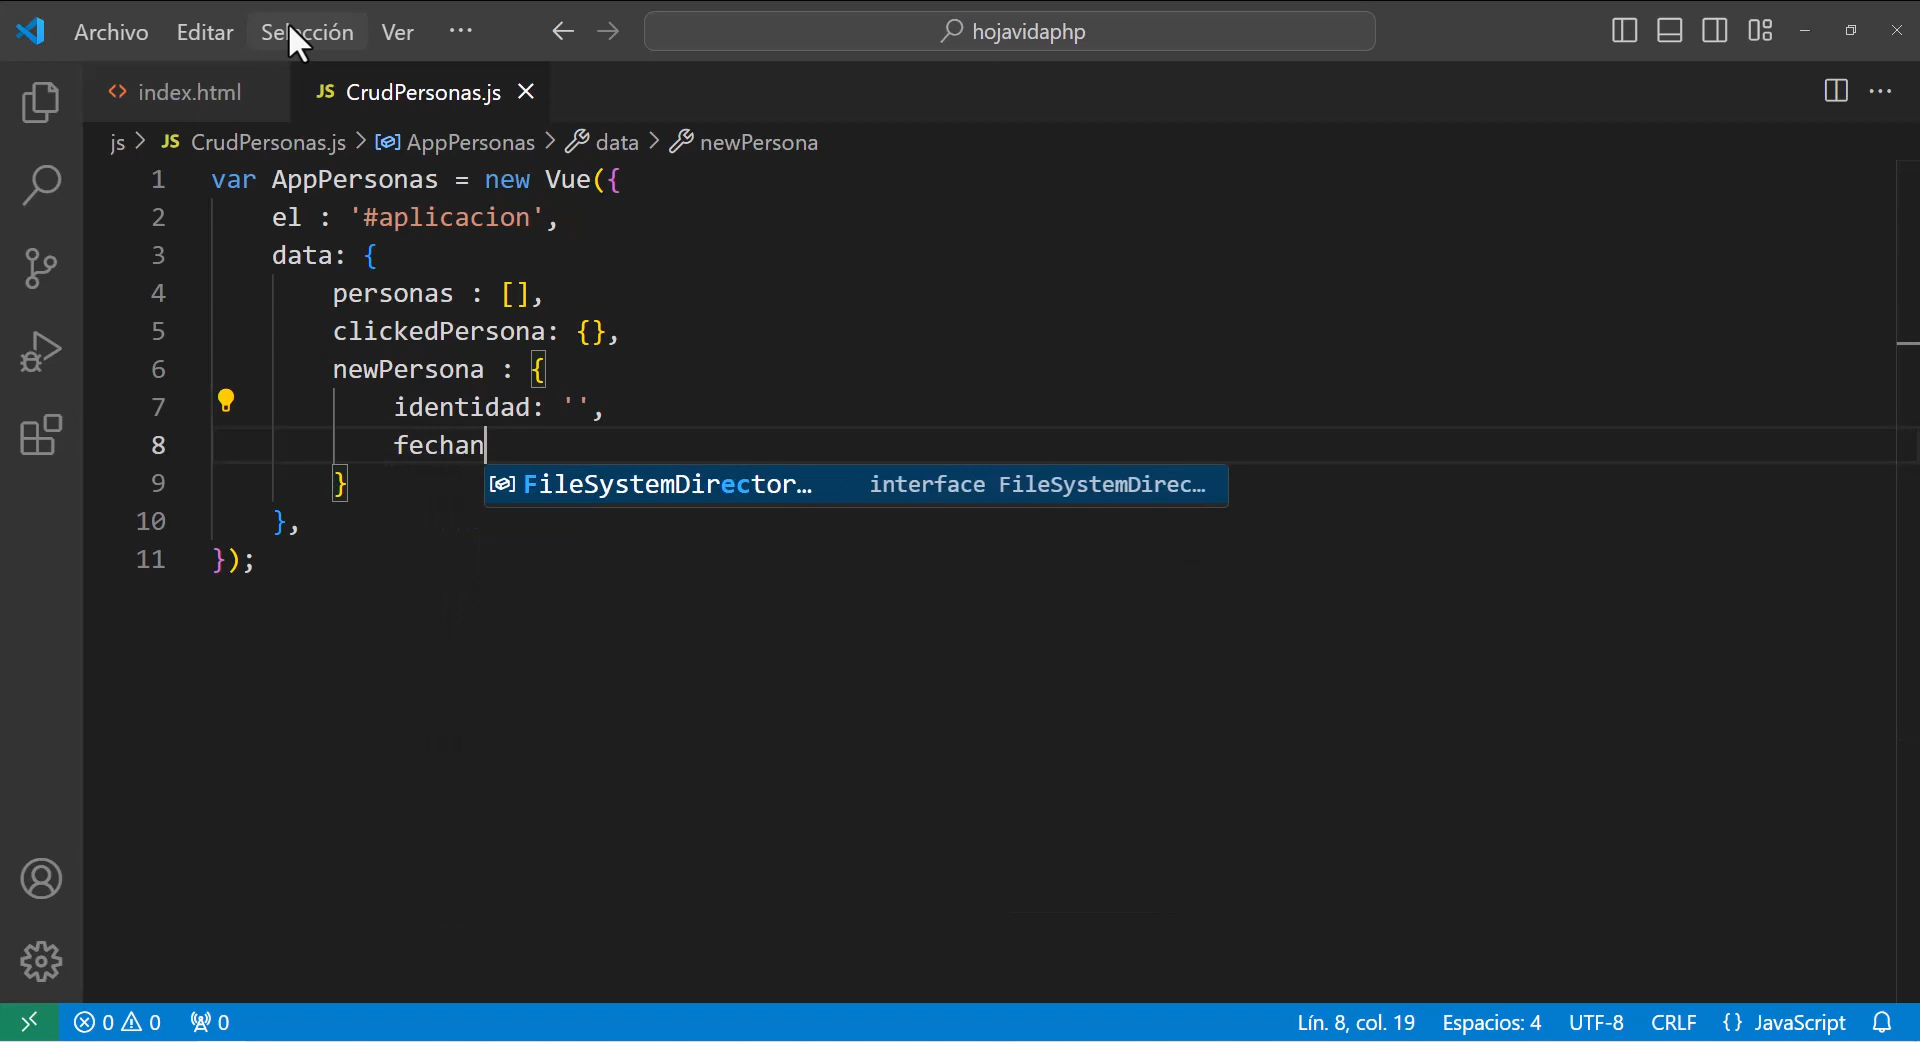 Archivo Editar Selección Ver ··· hojavidaphp
<> index.html JS CrudPersonas.js
js > JS CrudPersonas.js > AppPersonas > data > newPersona
1 var AppPersonas = new Vue({
2 el : '#aplicacion',
3 data: {
4 personas : [],
5 clickedPersona: {},
6 newPersona : {
7 identidad: '',
8 fechan
FileSystemDirector… interface FileSystemDirec…
9 }
10 },
11 });
0 0 0 Lín. 8, col. 19 Espacios: 4 UTF-8 CRLF {} JavaScript